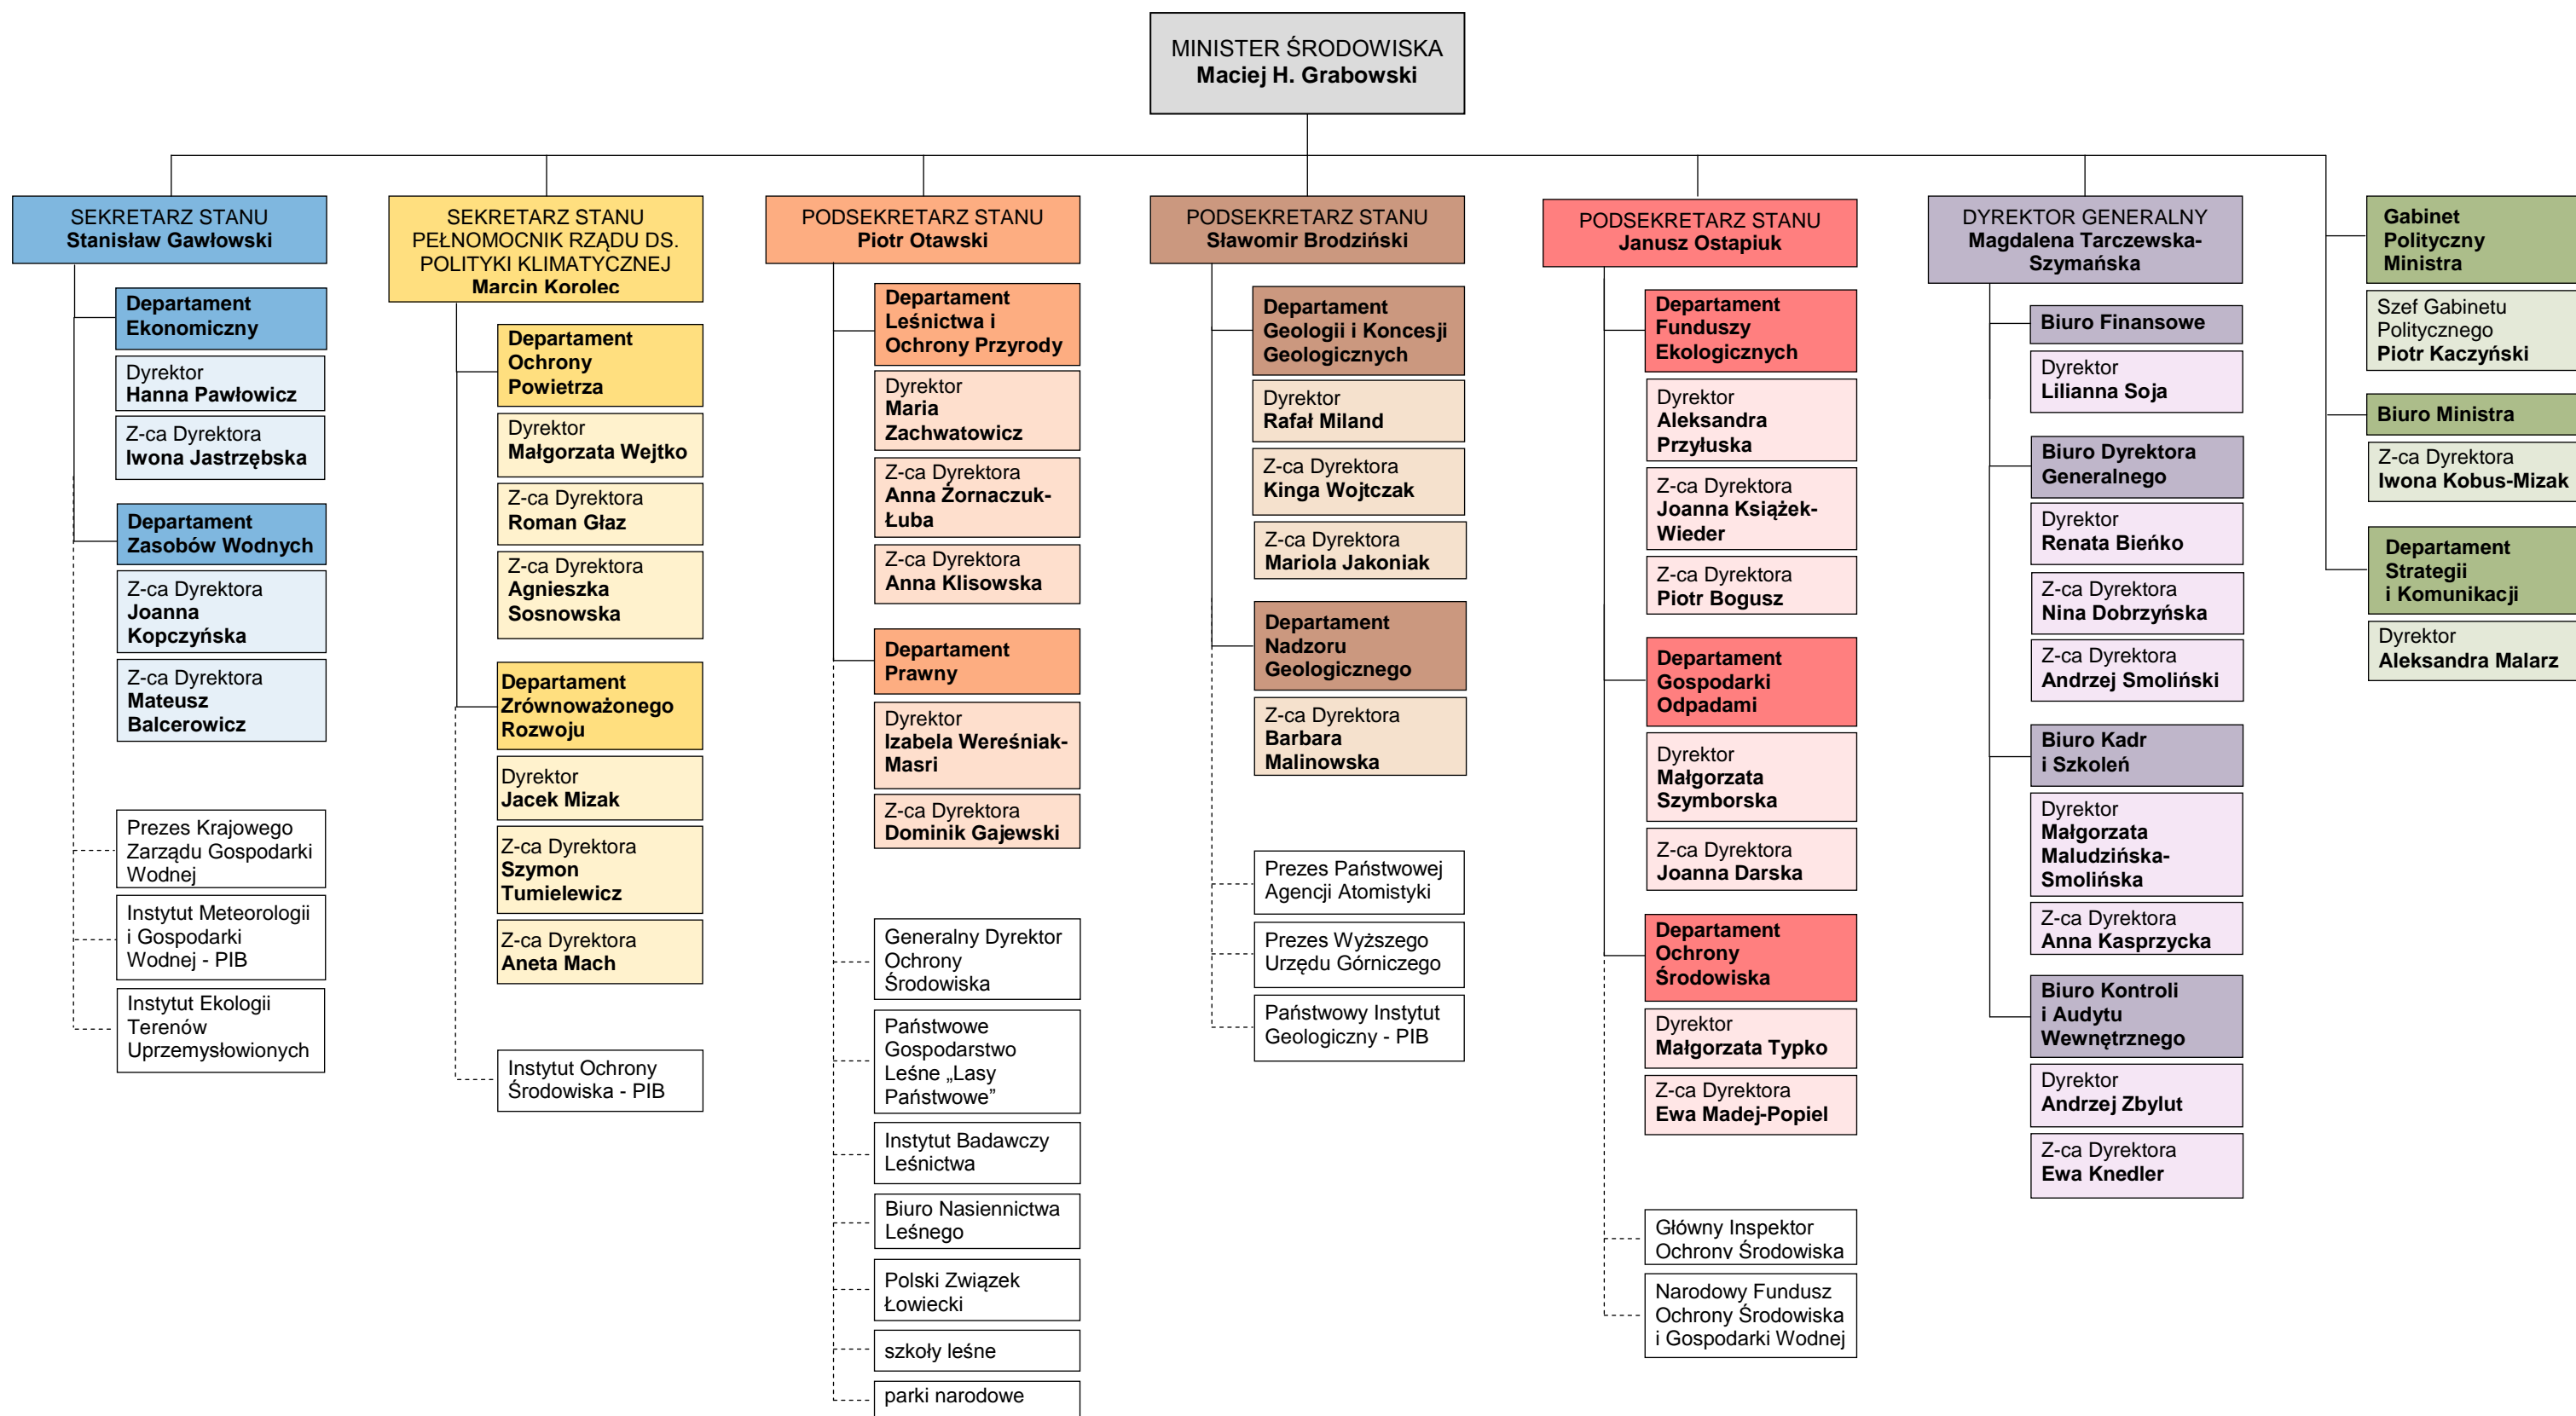 MINISTER ŚRODOWISKA
Maciej H. Grabowski
SEKRETARZ STANU
Stanisław Gawłowski
Departament
Ekonomiczny
Dyrektor
Hanna Pawłowicz
Z-ca Dyrektora
Iwona Jastrzębska
Departament
Zasobów Wodnych
Z-ca Dyrektora
Joanna
Kopczyńska
Z-ca Dyrektora
Mateusz
Balcerowicz
Prezes Krajowego
Zarządu Gospodarki
Wodnej
Instytut Meteorologii
i Gospodarki
Wodnej - PIB
Instytut Ekologii
Terenów
Uprzemysłowionych
SEKRETARZ STANU
PEŁNOMOCNIK RZĄDU DS.
POLITYKI KLIMATYCZNEJ
Marcin Korolec
Departament
Ochrony
Powietrza
Dyrektor
Małgorzata Wejtko
Z-ca Dyrektora
Roman Głaz
Z-ca Dyrektora
Agnieszka
Sosnowska
Departament
Zrównoważonego
Rozwoju
Dyrektor
Jacek Mizak
Z-ca Dyrektora
Szymon
Tumielewicz
Z-ca Dyrektora
Aneta Mach
Instytut Ochrony
Środowiska - PIB
PODSEKRETARZ STANU
Piotr Otawski
Departament
Leśnictwa i
Ochrony Przyrody
Dyrektor
Maria
Zachwatowicz
Z-ca Dyrektora
Anna Żornaczuk-
Łuba
Z-ca Dyrektora
Anna Klisowska
Departament
Prawny
Dyrektor
Izabela Wereśniak-
Masri
Z-ca Dyrektora
Dominik Gajewski
Generalny Dyrektor
Ochrony
Środowiska
Państwowe
Gospodarstwo
Leśne „Lasy
Państwowe”
Instytut Badawczy
Leśnictwa
Biuro Nasiennictwa
Leśnego
Polski Związek
Łowiecki
szkoły leśne
parki narodowe
PODSEKRETARZ STANU
Sławomir Brodziński
Departament
Geologii i Koncesji
Geologicznych
Dyrektor
Rafał Miland
Z-ca Dyrektora
Kinga Wojtczak
Z-ca Dyrektora
Mariola Jakoniak
Departament
Nadzoru
Geologicznego
Z-ca Dyrektora
Barbara
Malinowska
Prezes Państwowej
Agencji Atomistyki
Prezes Wyższego
Urzędu Górniczego
Państwowy Instytut
Geologiczny - PIB
PODSEKRETARZ STANU
Janusz Ostapiuk
Departament
Funduszy
Ekologicznych
Dyrektor
Aleksandra
Przyłuska
Z-ca Dyrektora
Joanna Książek-
Wieder
Z-ca Dyrektora
Piotr Bogusz
Departament
Gospodarki
Odpadami
Dyrektor
Małgorzata
Szymborska
Z-ca Dyrektora
Joanna Darska
Departament
Ochrony
Środowiska
Dyrektor
Małgorzata Typko
Z-ca Dyrektora
Ewa Madej-Popiel
Główny Inspektor
Ochrony Środowiska
Narodowy Fundusz
Ochrony Środowiska
i Gospodarki Wodnej
DYREKTOR GENERALNY
Magdalena Tarczewska-
Szymańska
Biuro Finansowe
Dyrektor
Lilianna Soja
Biuro Dyrektora
Generalnego
Dyrektor
Renata Bieńko
Z-ca Dyrektora
Nina Dobrzyńska
Z-ca Dyrektora
Andrzej Smoliński
Biuro Kadr
i Szkoleń
Dyrektor
Małgorzata
Maludzińska-
Smolińska
Z-ca Dyrektora
Anna Kasprzycka
Biuro Kontroli
i Audytu
Wewnętrznego
Dyrektor
Andrzej Zbylut
Z-ca Dyrektora
Ewa Knedler
Gabinet
Polityczny
Ministra
Szef Gabinetu
Politycznego
Piotr Kaczyński
Biuro Ministra
Z-ca Dyrektora
Iwona Kobus-Mizak
Departament
Strategii
i Komunikacji
Dyrektor
Aleksandra Malarz